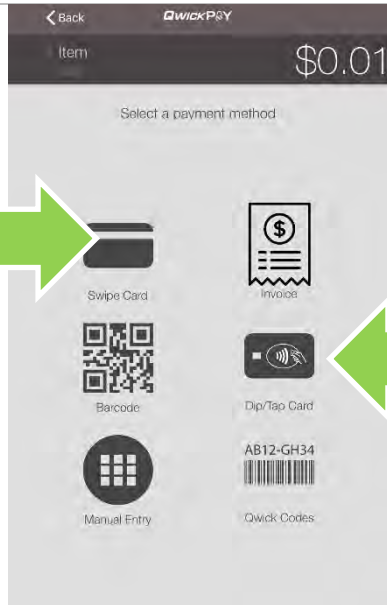 Back QwickPAY
Item $0.01
Select a payment method
Swipe Card Invoice
Barcode Dip/Tap Card
AB12-GH34
Manual Entry Qwick Codes